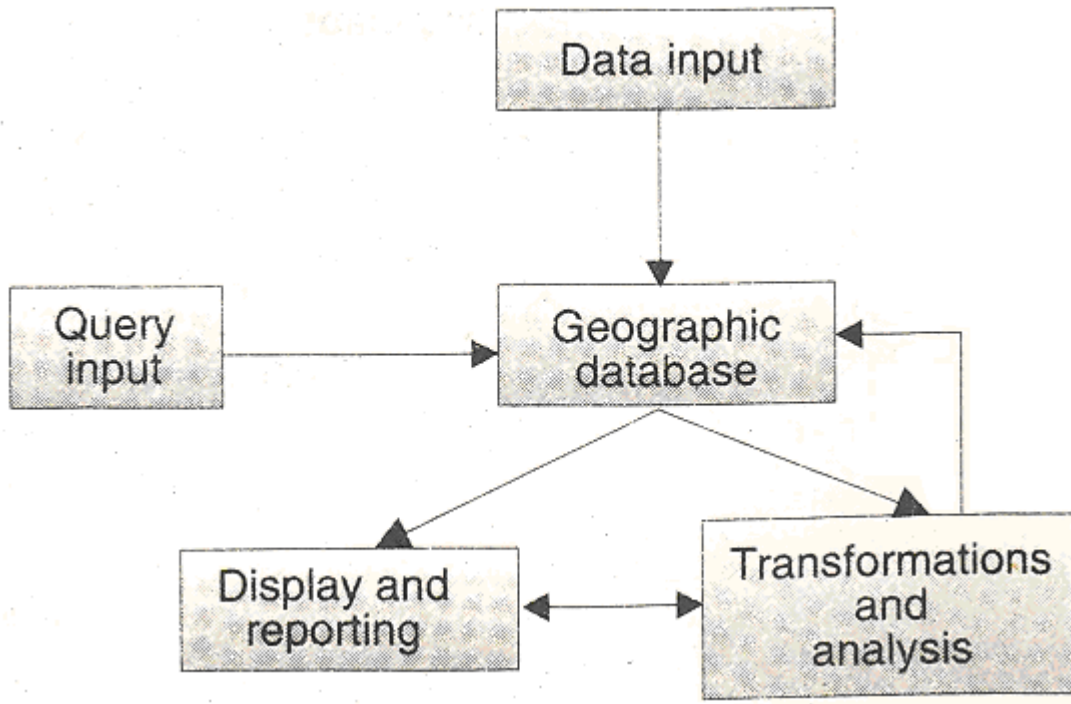 Data input
Query
input
Geographic
database
Display and
reporting
Transformations
and
analysis